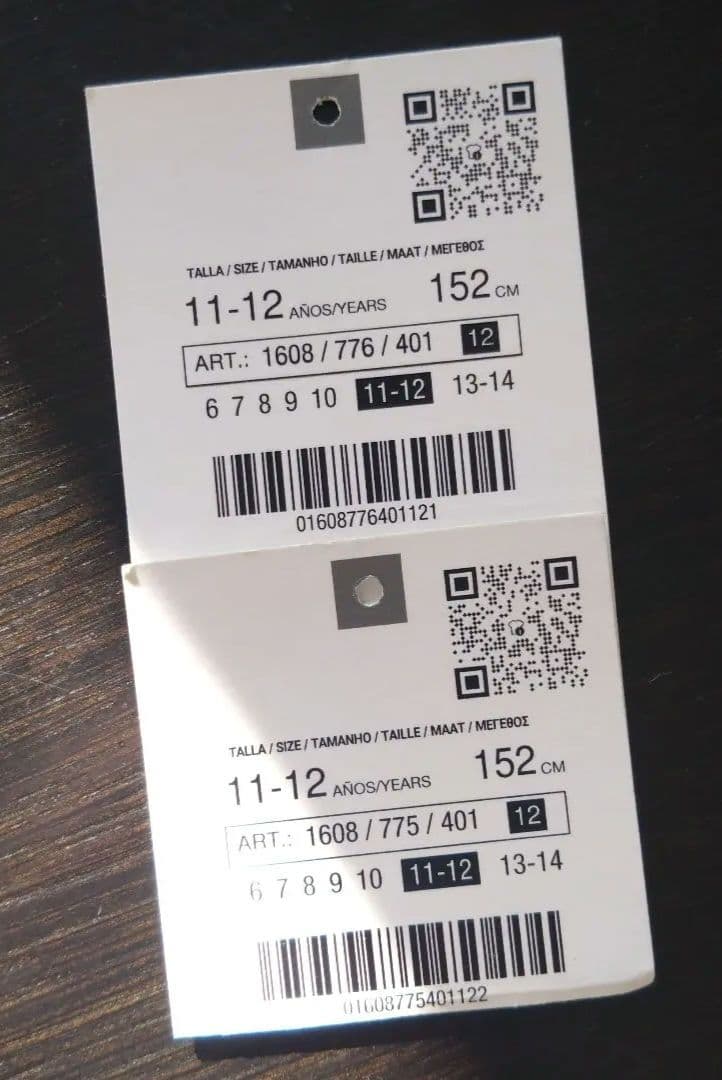 TALLA / SIZE / TAMANHO / TAILLE / MAAT / ΜΕΓΕΘΟΣ
11-12 AÑOS/YEARS 152 CM
ART.: 1608 / 776 / 401 12
6 7 8 9 10 11-12 13-14
01608776401121
TALLA / SIZE / TAMANHO / TAILLE / MAAT / ΜΕΓΕΘΟΣ
11-12 AÑOS/YEARS 152 CM
ART.: 1608 / 775 / 401 12
6 7 8 9 10 11-12 13-14
01608775401122